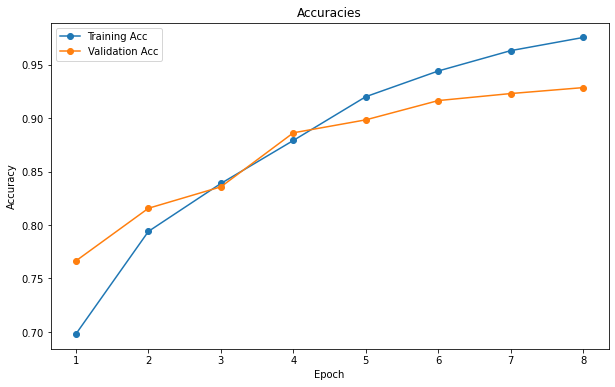 Accuracies
Training Acc
Validation Acc
Accuracy
0.95
0.90
0.85
0.80
0.75
0.70
1 2 3 4 5 6 7 8
Epoch